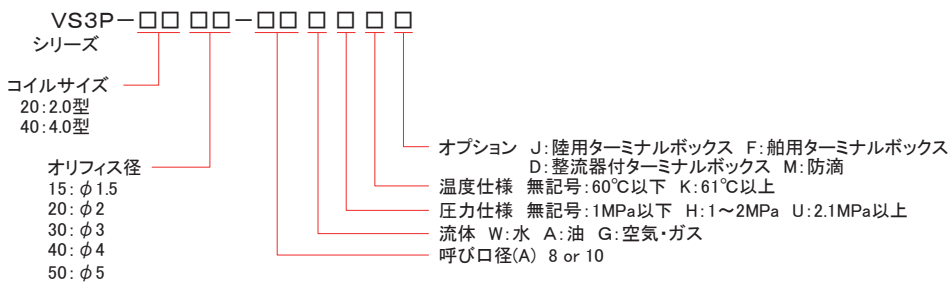 VS3P-□□ □□-□□ □ □ □ □
シリーズ
コイルサイズ
20:2.0型
40:4.0型
オリフィス径
15:φ1.5
20:φ2
30:φ3
40:φ4
50:φ5
オプション J:陸用ターミナルボックス F:舶用ターミナルボックス
D:整流器付ターミナルボックス M:防滴
温度仕様 無記号:60℃以下 K:61℃以上
圧力仕様 無記号:1MPa以下 H:1～2MPa U:2.1MPa以上
流体 W:水 A:油 G:空気・ガス
呼び口径(A) 8 or 10